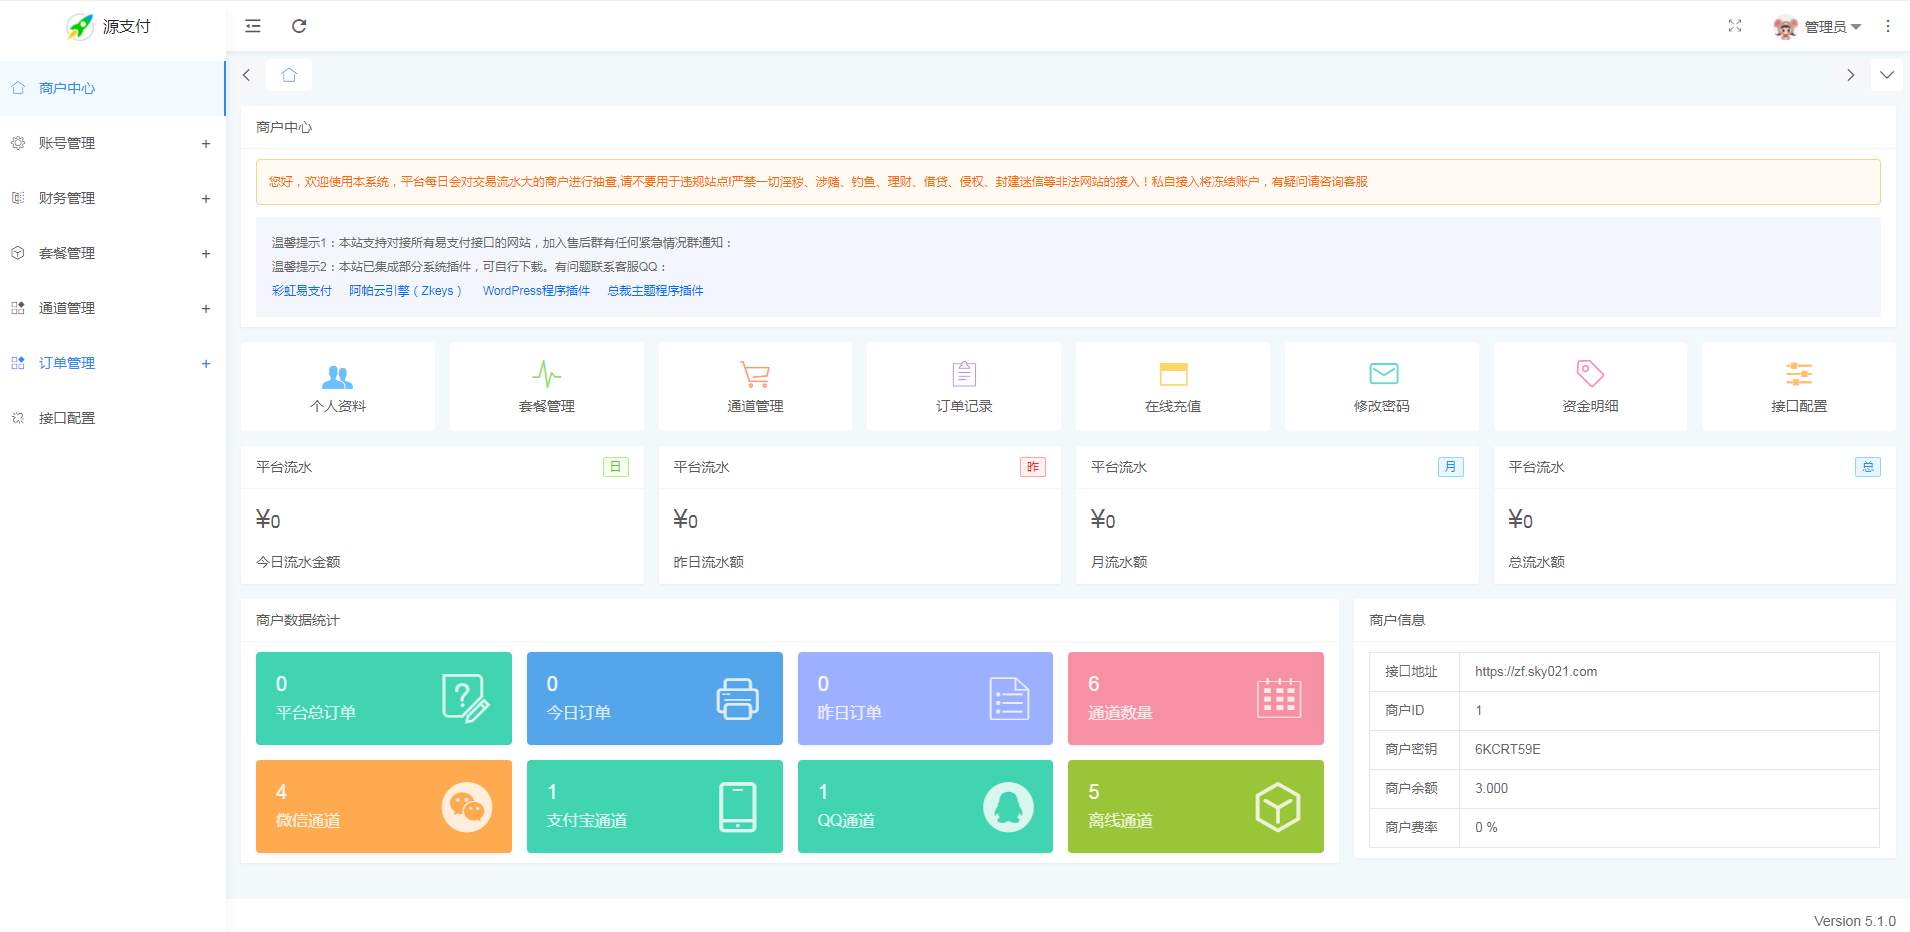 源支付
管理员
商户中心
账号管理 +
财务管理 +
套餐管理 +
通道管理 +
订单管理 +
接口配置
商户中心
您好，欢迎使用本系统，平台每日会对交易流水大的商户进行抽查,请不要用于违规站点!严禁一切淫秽、涉赌、钓鱼、理财、借贷、侵权、封建迷信等非法网站的接入！私自接入将冻结账户，有疑问请咨询客服
温馨提示1：本站支持对接所有易支付接口的网站，加入售后群有任何紧急情况群通知：
温馨提示2：本站已集成部分系统插件，可自行下载。有问题联系客服QQ：
彩虹易支付 阿帕云引擎（Zkeys） WordPress程序插件 总裁主题程序插件
个人资料 套餐管理 通道管理 订单记录 在线充值 修改密码 资金明细 接口配置
平台流水 日 平台流水 昨 平台流水 月 平台流水 总
¥0 ¥0 ¥0 ¥0
今日流水金额 昨日流水额 月流水额 总流水额
商户数据统计
0 0 0 6
平台总订单 今日订单 昨日订单 通道数量
4 1 1 5
微信通道 支付宝通道 QQ通道 离线通道
商户信息
接口地址 https://zf.sky021.com
商户ID 1
商户密钥 6KCRT59E
商户余额 3.000
商户费率 0 %
Version 5.1.0